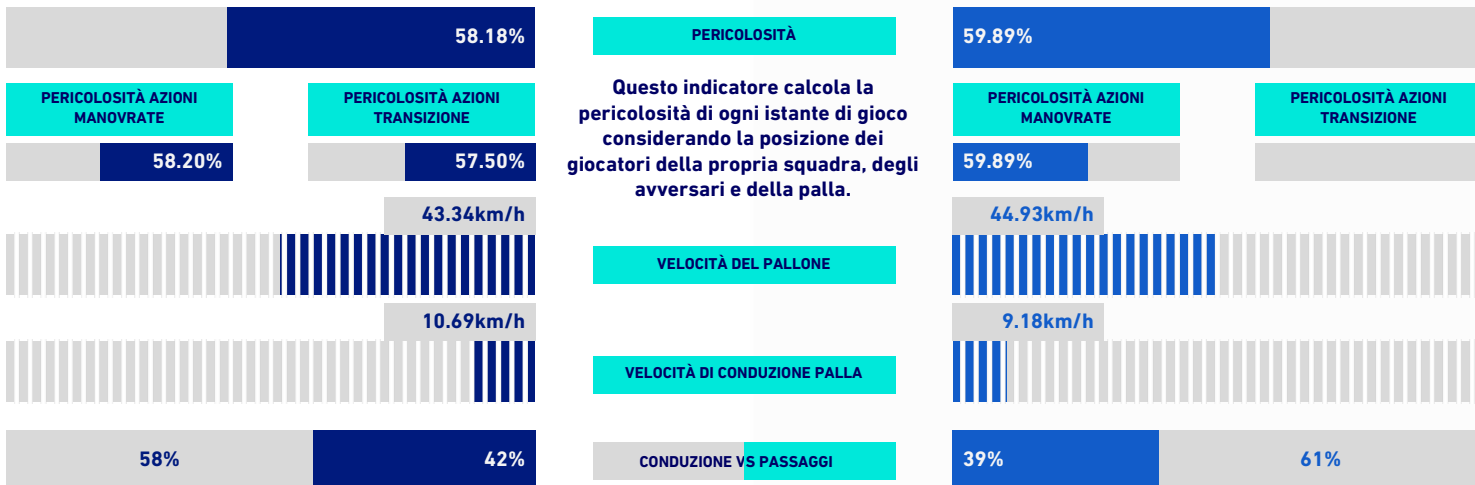 58.18%
PERICOLOSITÀ
59.89%
PERICOLOSITÀ AZIONI
MANOVRATE
PERICOLOSITÀ AZIONI
TRANSIZIONE
58.20%
57.50%
Questo indicatore calcola la
pericolosità di ogni istante di gioco
considerando la posizione dei
giocatori della propria squadra, degli
avversari e della palla.
PERICOLOSITÀ AZIONI
MANOVRATE
PERICOLOSITÀ AZIONI
TRANSIZIONE
59.89%
43.34km/h
VELOCITÀ DEL PALLONE
44.93km/h
10.69km/h
VELOCITÀ DI CONDUZIONE PALLA
9.18km/h
58%
42%
CONDUZIONE VS PASSAGGI
39%
61%